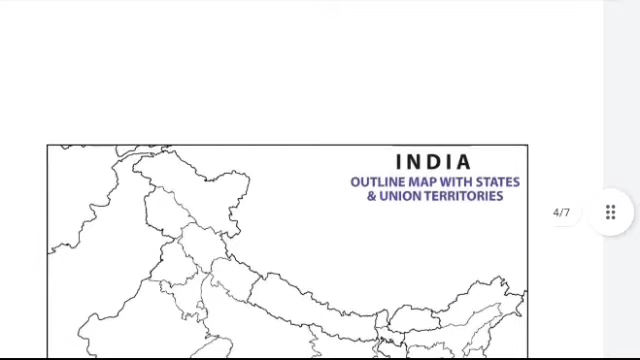 INDIA
OUTLINE MAP WITH STATES
& UNION TERRITORIES
4/7